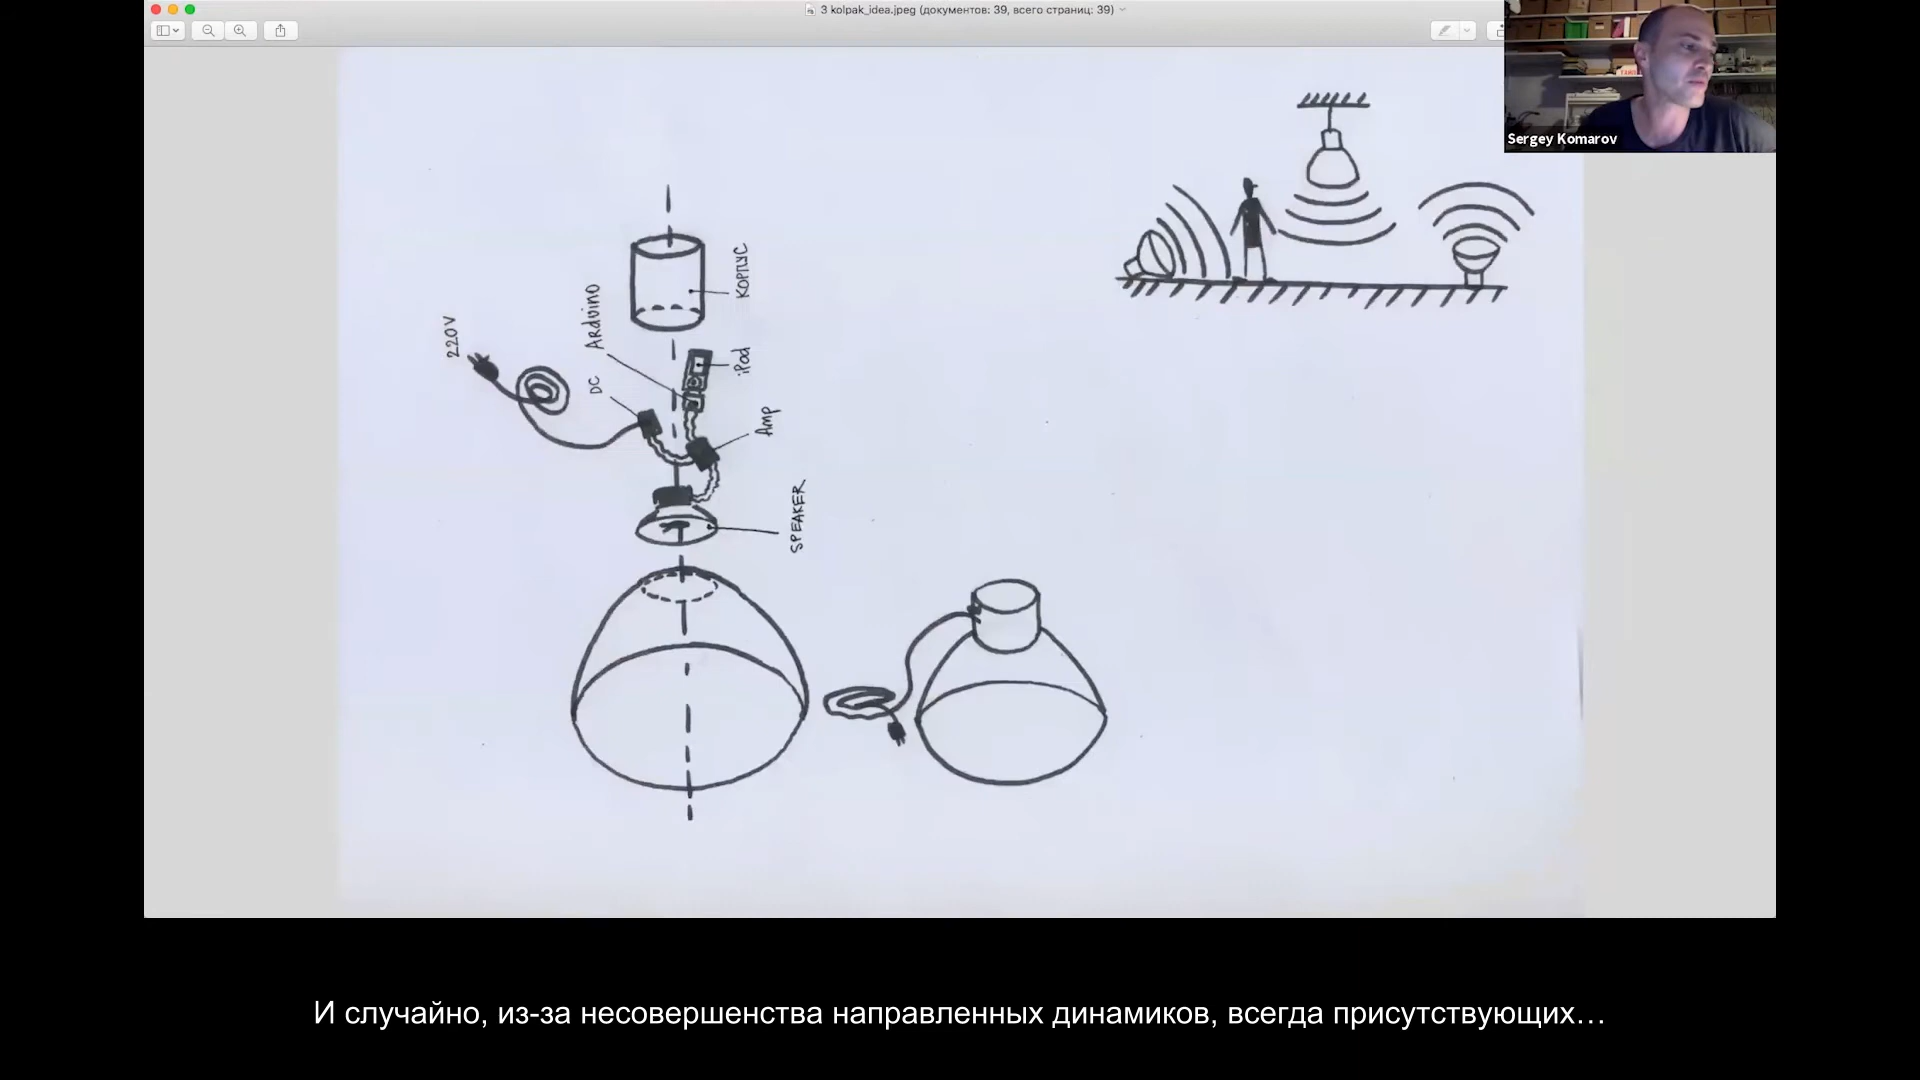 3 kolpak_idea.jpeg (документов: 39, всего страниц: 39)
Sergey Komarov
220V
DC
Arduino
КОРПУС
iPod
Amp
SPEAKER
И случайно, из-за несовершенства направленных динамиков, всегда присутствующих…